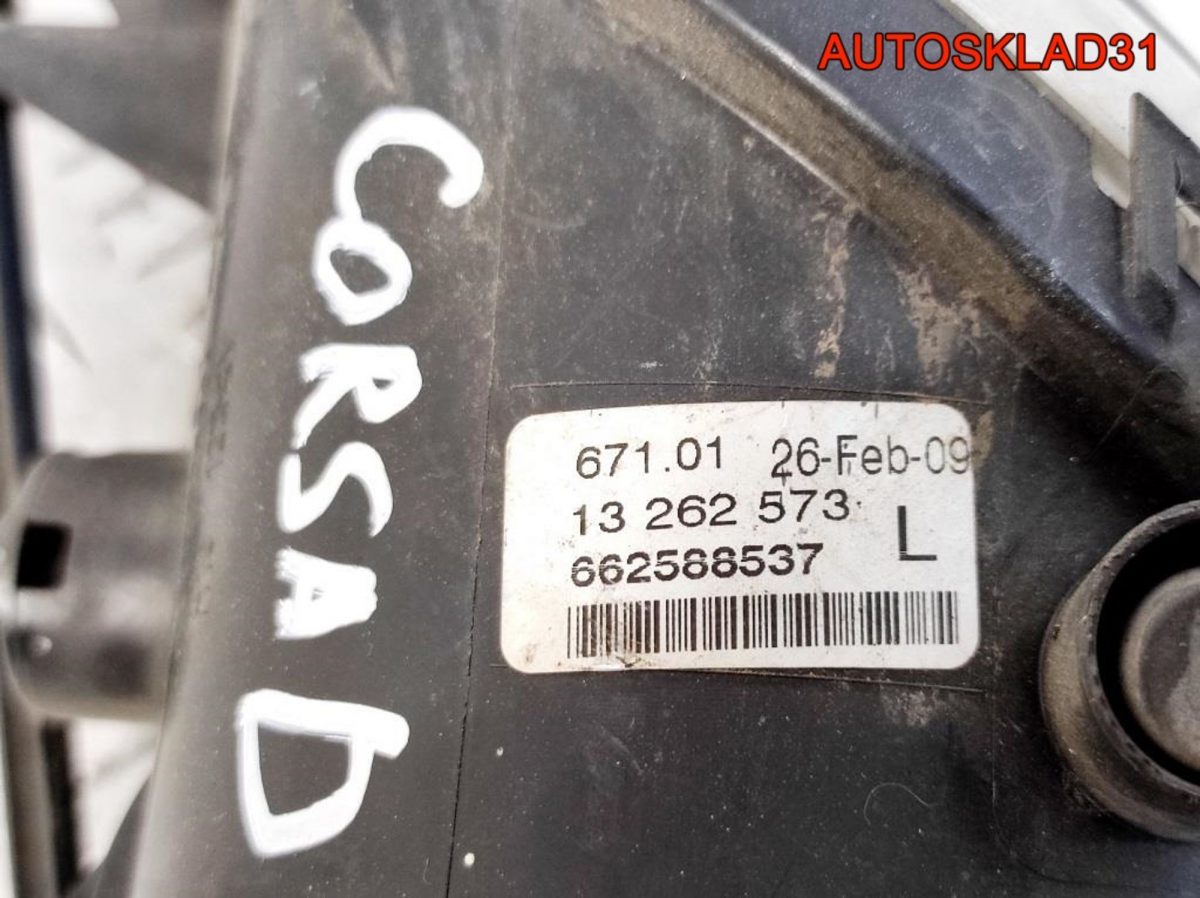 AUTOSKLAD31
CORSA D
671.01 26-Feb-09
13 262 573
L
662588537